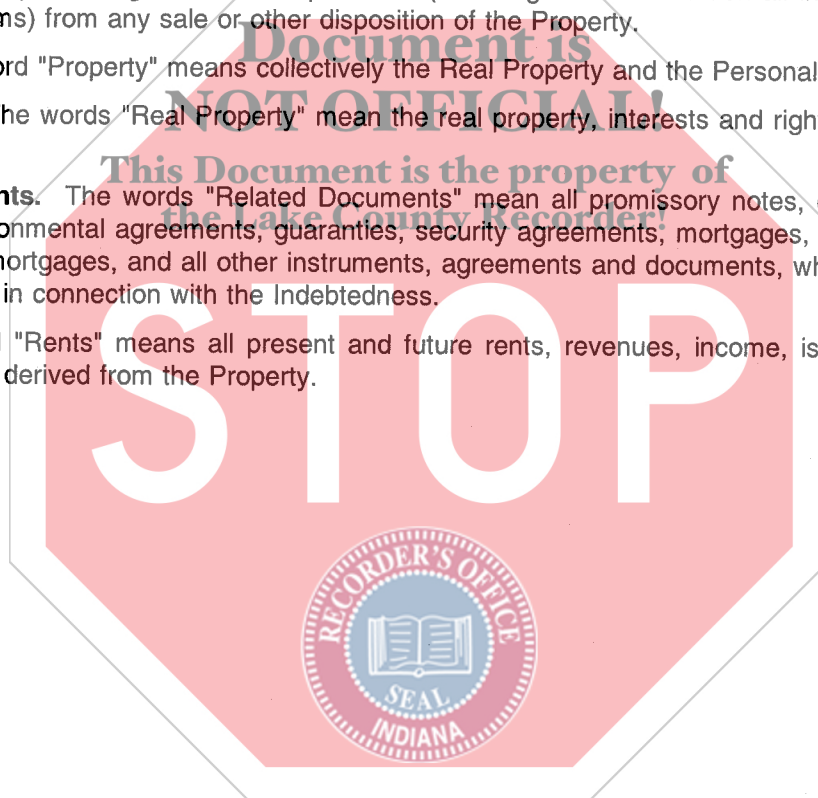 ms) from any sale or other disposition of the Property.
Document is
ord "Property" means collectively the Real Property and the Personal
NOT OFFICIAL!
he words "Real Property" mean the real property, interests and righ
This Document is the property of
nts. The words "Related Documents" mean all promissory notes,
the Lake County Recorder!
onmental agreements, guaranties, security agreements, mortgages,
ortgages, and all other instruments, agreements and documents, wh
in connection with the Indebtedness.
"Rents" means all present and future rents, revenues, income, is
derived from the Property.
STOP
RECORDER'S OFFICE
SEAL
INDIANA